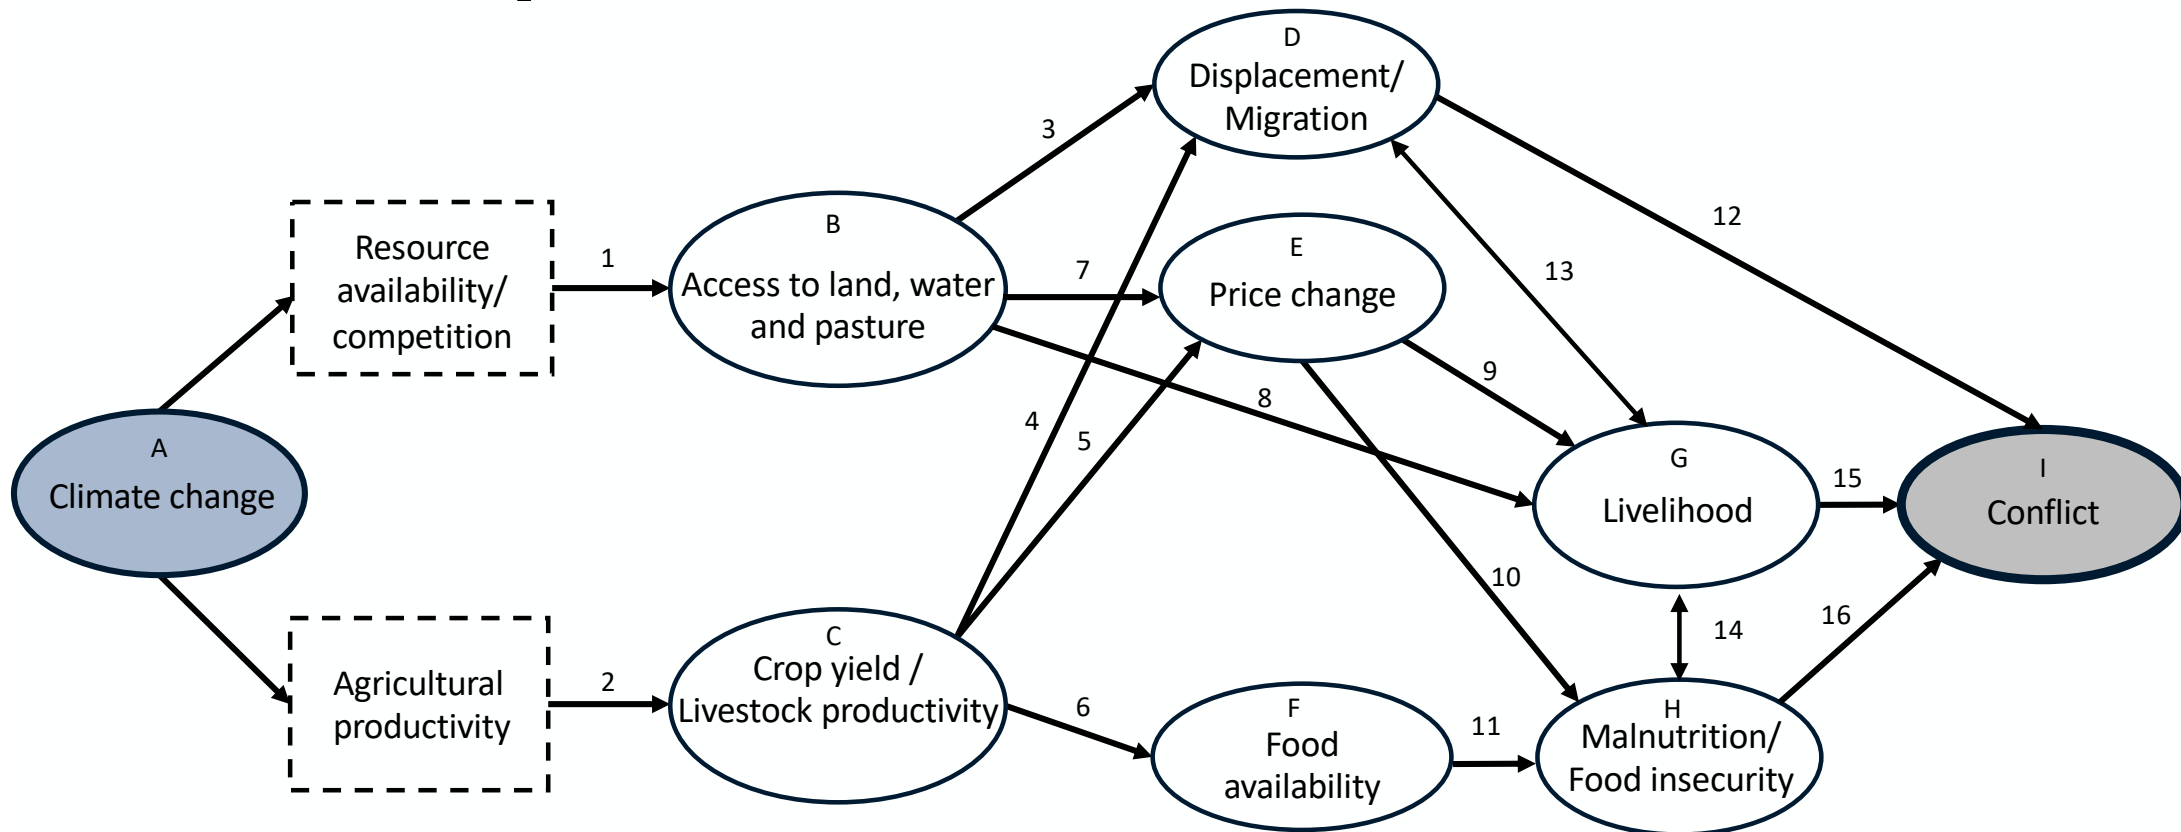 D
Displacement/
Migration
3
12
Resource
availability/
competition
1
B
Access to land, water
and pasture
7
E
Price change
13
9
8
4
5
A
Climate change
G
Livelihood
15
I
Conflict
10
14
16
Agricultural
productivity
2
C
Crop yield /
Livestock productivity
6
F
Food
availability
11
H
Malnutrition/
Food insecurity